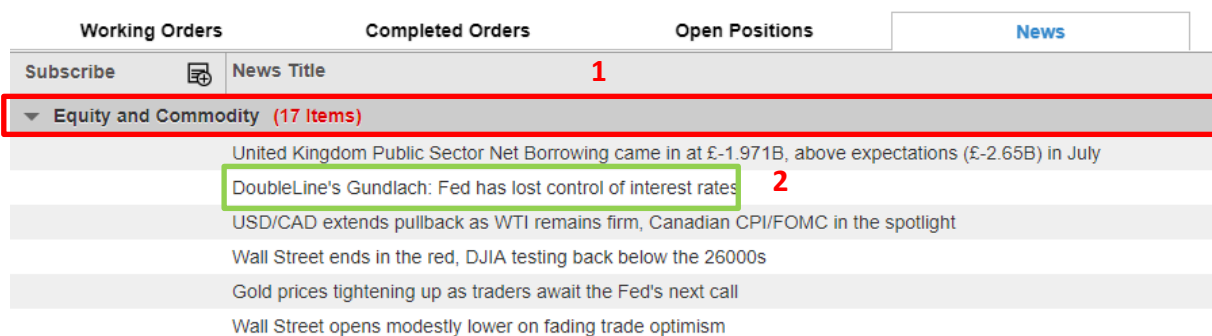 Working Orders Completed Orders Open Positions News
Subscribe News Title 1
Equity and Commodity (17 Items)
United Kingdom Public Sector Net Borrowing came in at £-1.971B, above expectations (£-2.65B) in July
DoubleLine's Gundlach: Fed has lost control of interest rates 2
USD/CAD extends pullback as WTI remains firm, Canadian CPI/FOMC in the spotlight
Wall Street ends in the red, DJIA testing back below the 26000s
Gold prices tightening up as traders await the Fed's next call
Wall Street opens modestly lower on fading trade optimism